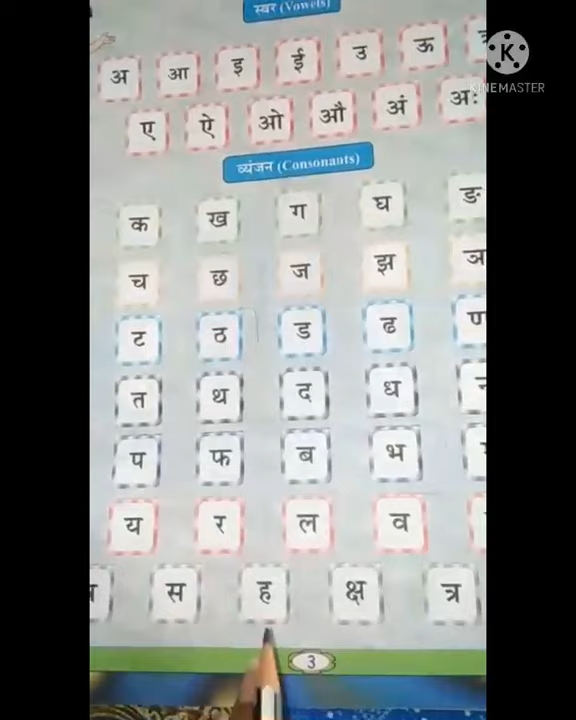 स्वर (Vowels)
अ आ इ ई उ ऊ
ए ऐ ओ औ अं अः
व्यंजन (Consonants)
क ख ग घ ङ
च छ ज झ ञ
ट ठ ड ढ ण
त थ द ध
प फ ब भ
य र ल व
स ह क्ष त्र
3
K
KINEMASTER